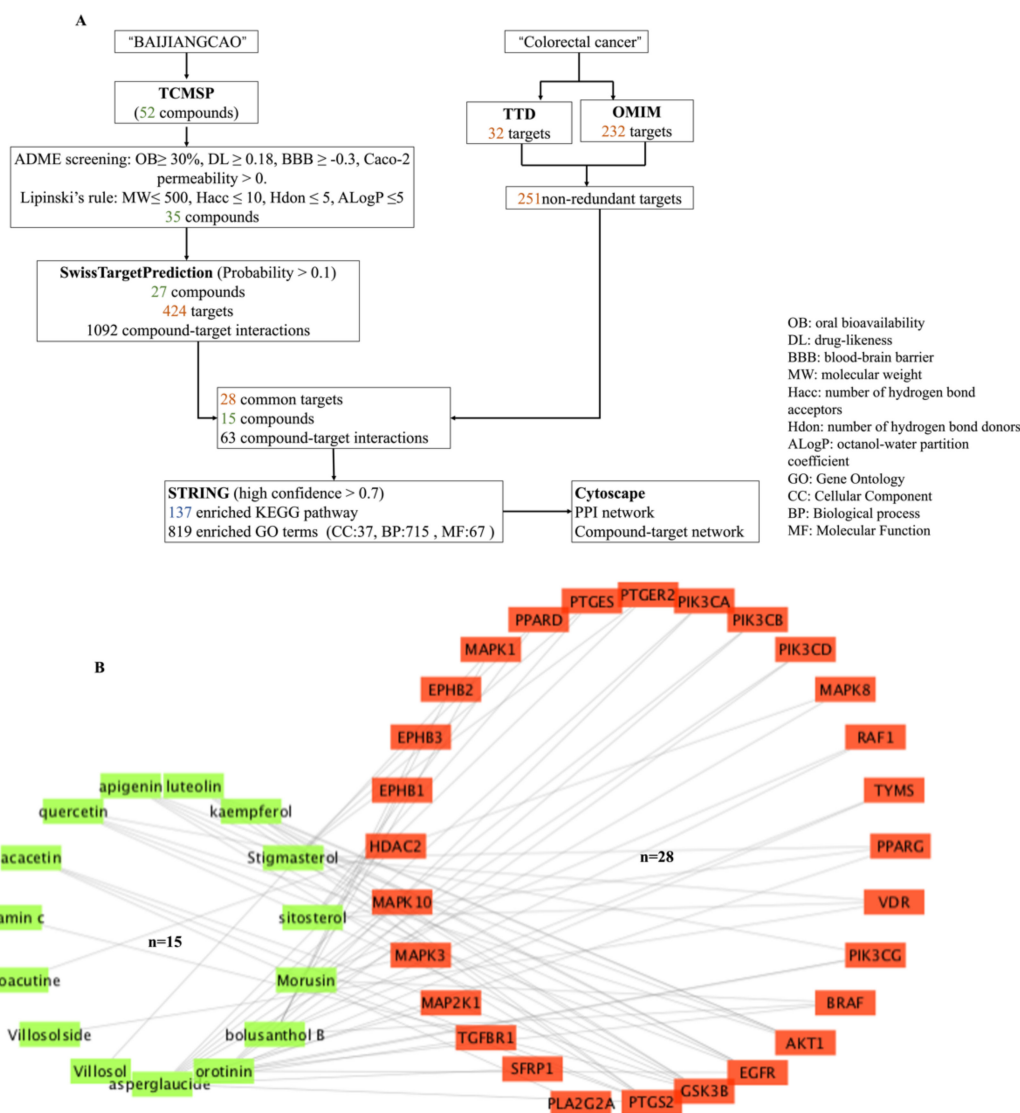 A
"BAIJIANGCAO"
TCMSP
(52 compounds)
ADME screening: OB≥ 30%, DL ≥ 0.18, BBB ≥ -0.3, Caco-2
permeability > 0.
Lipinski's rule: MW≤ 500, Hacc ≤ 10, Hdon ≤ 5, ALogP ≤5
35 compounds
SwissTargetPrediction (Probability > 0.1)
27 compounds
424 targets
1092 compound-target interactions
"Colorectal cancer"
TTD
32 targets
OMIM
232 targets
251non-redundant targets
28 common targets
15 compounds
63 compound-target interactions
STRING (high confidence > 0.7)
137 enriched KEGG pathway
819 enriched GO terms (CC:37, BP:715 , MF:67 )
Cytoscape
PPI network
Compound-target network
OB: oral bioavailability
DL: drug-likeness
BBB: blood-brain barrier
MW: molecular weight
Hacc: number of hydrogen bond
acceptors
Hdon: number of hydrogen bond donors
ALogP: octanol-water partition
coefficient
GO: Gene Ontology
CC: Cellular Component
BP: Biological process
MF: Molecular Function
B
apigenin
luteolin
quercetin
kaempferol
acacetin
Stigmasterol
amin c
sitosterol
n=15
oacutine
Morusin
Villosolside
bolusanthol B
Villosol
asperglaucide
orotinin
PTGES
PTGER2
PIK3CA
PPARD
PIK3CB
MAPK1
PIK3CD
EPHB2
MAPK8
EPHB3
RAF1
EPHB1
TYMS
HDAC2
n=28
PPARG
MAPK10
VDR
MAPK3
PIK3CG
MAP2K1
BRAF
TGFBR1
AKT1
SFRP1
EGFR
PLA2G2A
PTGS2
GSK3B